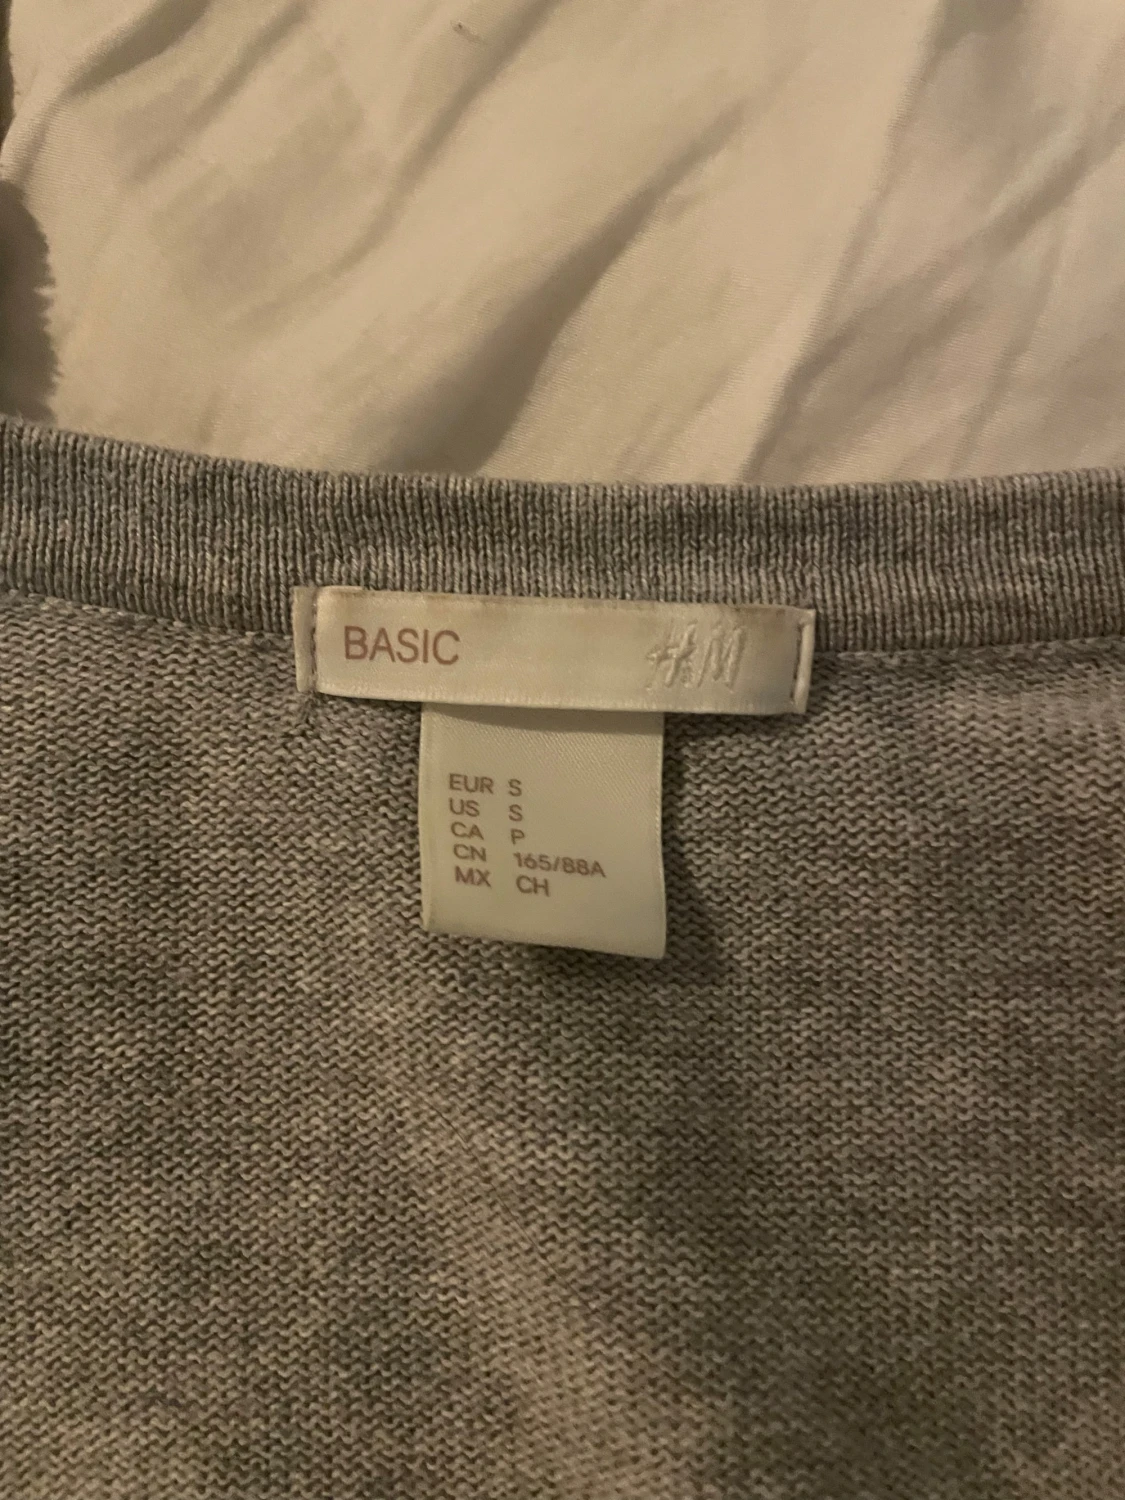 BASIC H&M
EUR S
US S
CA P
CN 165/88A
MX CH